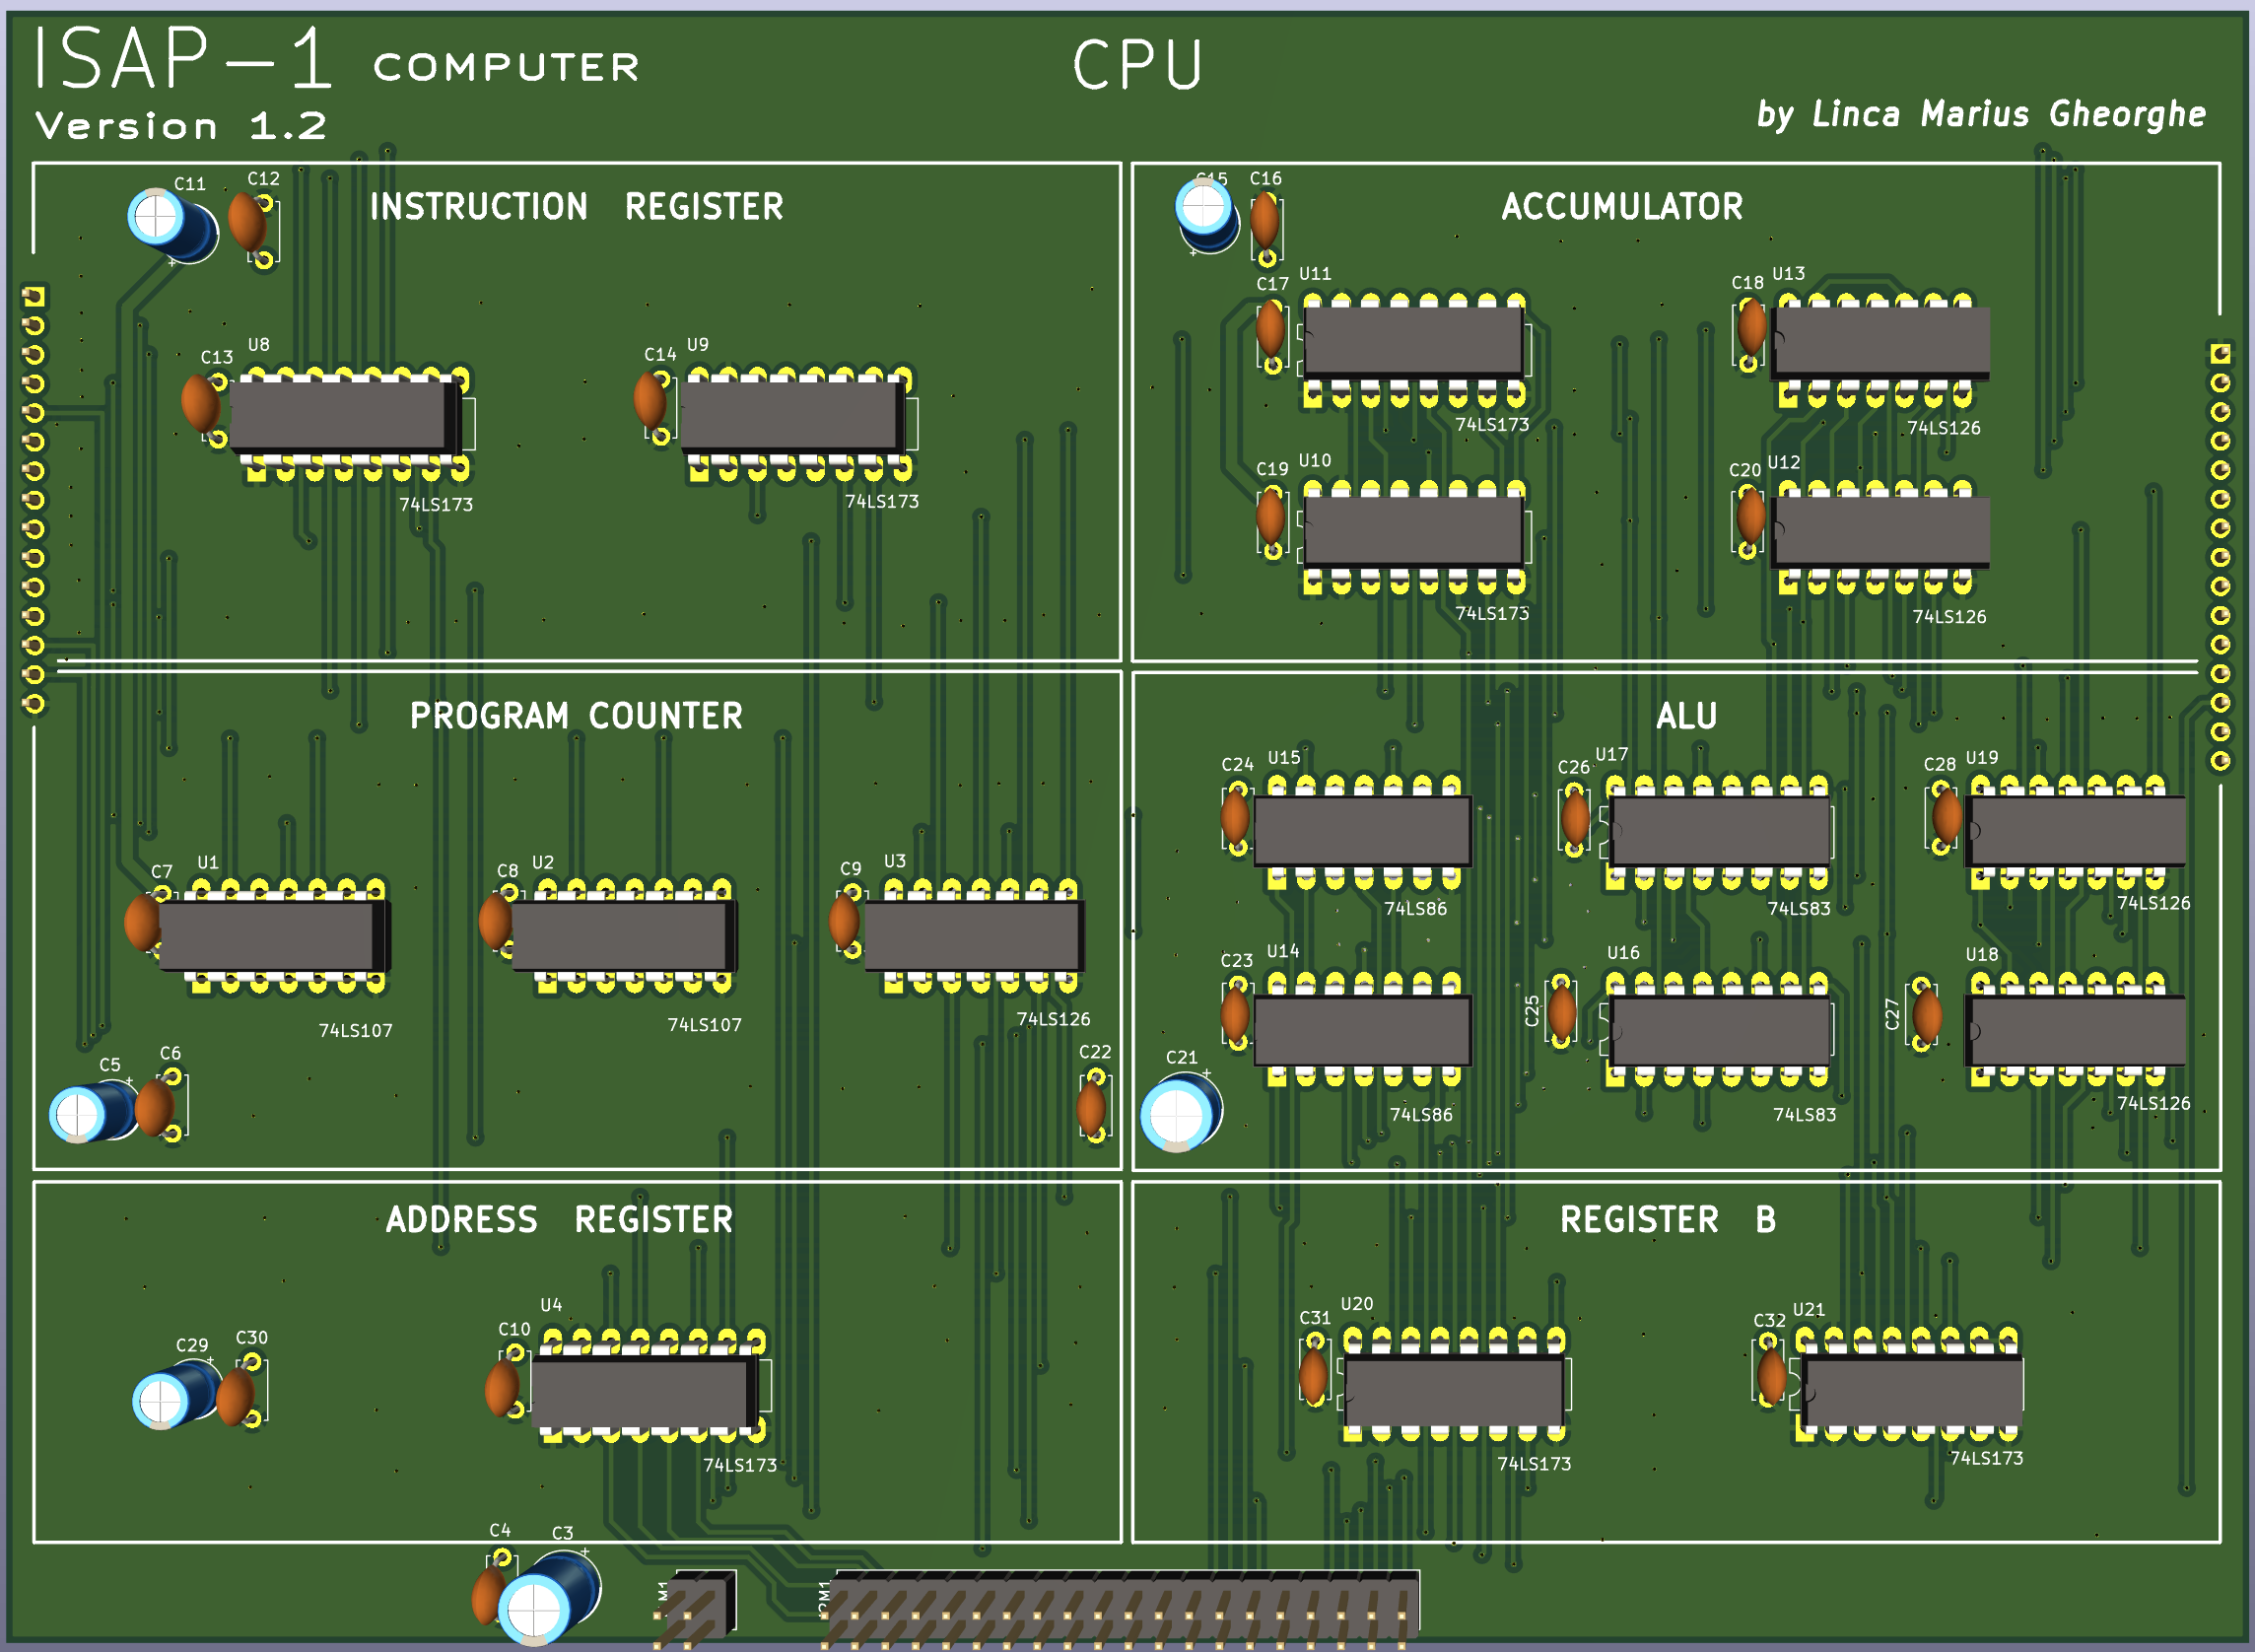 ISAP-1 COMPUTER CPU
Version 1.2
by Linca Marius Gheorghe
INSTRUCTION REGISTER
C11 C12
C13 U8
C14 U9
74LS173
74LS173
ACCUMULATOR
C15 C16
C17 U11
C18 U13
74LS173
74LS126
C19 U10
C20 U12
74LS173
74LS126
PROGRAM COUNTER
C7 U1
C8 U2
C9 U3
74LS107
74LS107
74LS126
C5 C6
C22
ALU
C24 U15
C26 U17
C28 U19
74LS86
74LS83
74LS126
C23 U14
C25 U16
C27 U18
C21
74LS86
74LS83
74LS126
ADDRESS REGISTER
C29 C30
C10 U4
74LS173
REGISTER B
C31 U20
C32 U21
74LS173
74LS173
C4 C3